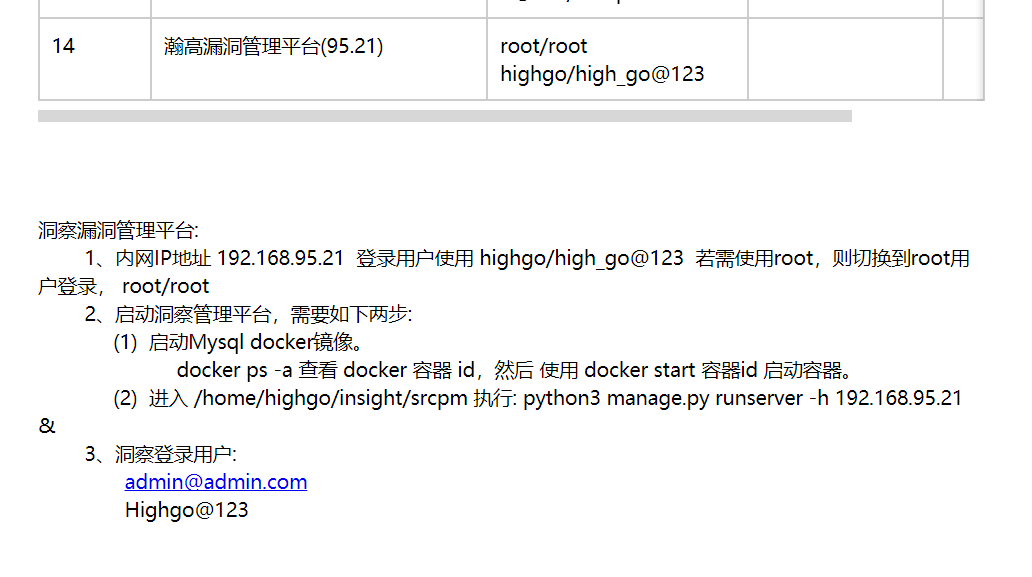 14 瀚高漏洞管理平台(95.21) root/root
highgo/high_go@123
洞察漏洞管理平台:
1、内网IP地址 192.168.95.21 登录用户使用 highgo/high_go@123 若需使用root，则切换到root用
户登录， root/root
2、启动洞察管理平台，需要如下两步:
(1) 启动Mysql docker镜像。
docker ps -a 查看 docker 容器 id，然后 使用 docker start 容器id 启动容器。
(2) 进入 /home/highgo/insight/srcpm 执行: python3 manage.py runserver -h 192.168.95.21
&
3、洞察登录用户:
admin@admin.com
Highgo@123